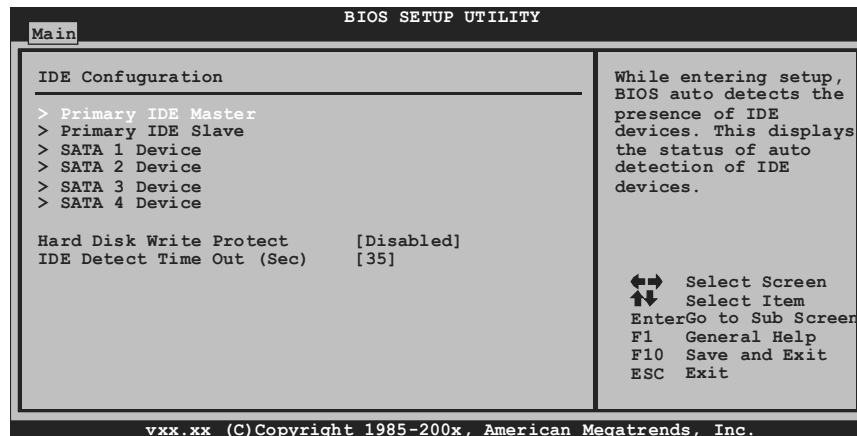 BIOS SETUP UTILITY
Main
IDE Confuguration
> Primary IDE Master
> Primary IDE Slave
> SATA 1 Device
> SATA 2 Device
> SATA 3 Device
> SATA 4 Device
Hard Disk Write Protect [Disabled]
IDE Detect Time Out (Sec) [35]
While entering setup,
BIOS auto detects the
presence of IDE
devices. This displays
the status of auto
detection of IDE
devices.
Select Screen
Select Item
EnterGo to Sub Screen
F1 General Help
F10 Save and Exit
ESC Exit
vxx.xx (C)Copyright 1985-200x, American Megatrends, Inc.